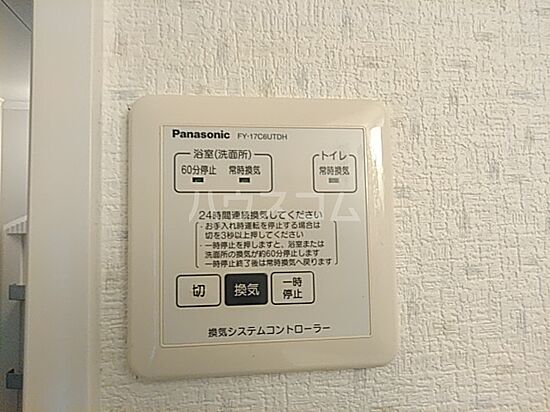 Panasonic FY-17C6UTDH
浴室(洗面所)
60分停止 常時換気
トイレ
常時換気
ハウスコム
24時間連続換気してください
・お手入れ時運転を停止する場合は
切を3秒以上押してください
・一時停止を押しますと、浴室または
洗面所の換気が約60分停止します
・一時停止終了後は常時換気へ戻ります
切 換気 一時
停止
換気システムコントローラー